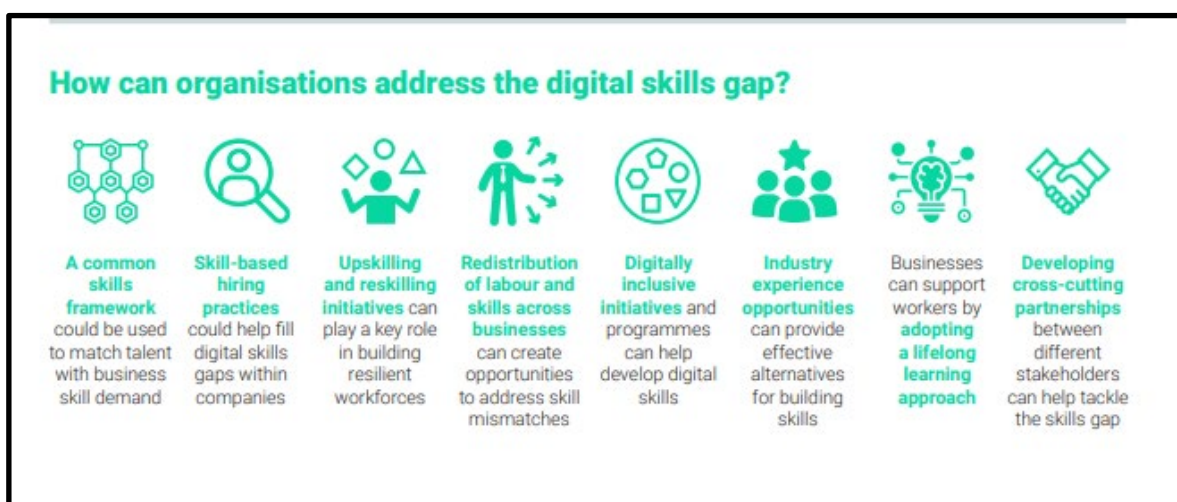 How can organisations address the digital skills gap?
A common
skills
framework
could be used
to match talent
with business
skill demand
Skill-based
hiring
practices
could help fill
digital skills
gaps within
companies
Upskilling
and reskilling
initiatives can
play a key role
in building
resilient
workforces
Redistribution
of labour and
skills across
businesses
can create
opportunities
to address skill
mismatches
Digitally
inclusive
initiatives and
programmes
can help
develop digital
skills
Industry
experience
opportunities
can provide
effective
alternatives
for building
skills
Businesses
can support
workers by
adopting
a lifelong
learning
approach
Developing
cross-cutting
partnerships
between
different
stakeholders
can help tackle
the skills gap